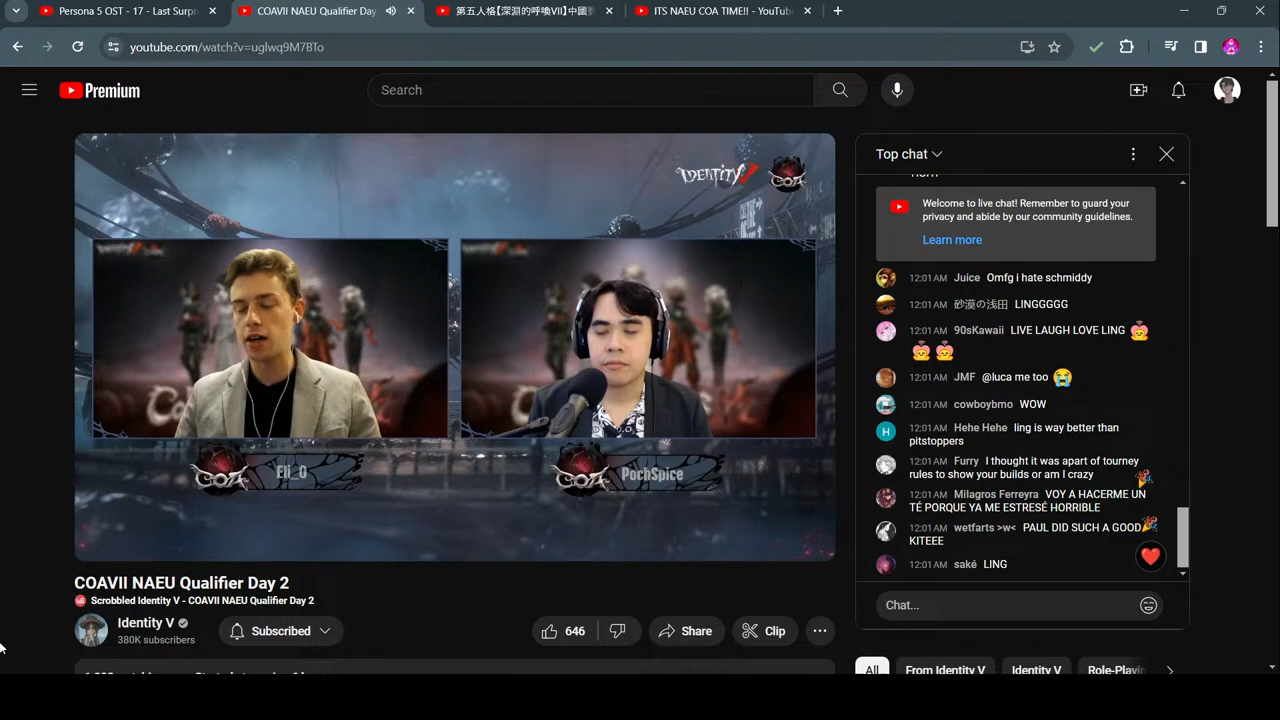 Persona 5 OST - 17 - Last Surpr
COAVII NAEU Qualifier Day
第五人格【深淵的呼喚VII】中國
ITS NAEU COA TIME!! - YouTub
youtube.com/watch?v=uglwq9M7BTo
Premium
Search
IDENTITY V
COA
Eli_O
PochSpice
COAVII NAEU Qualifier Day 2
Scrobbled Identity V - COAVII NAEU Qualifier Day 2
Identity V
380K subscribers
Subscribed
646
Share
Clip
Top chat
Welcome to live chat! Remember to guard your
privacy and abide by our community guidelines.
Learn more
12:01 AM Juice Omfg i hate schmiddy
12:01 AM 砂漠の浅田 LINGGGGG
12:01 AM 90sKawaii LIVE LAUGH LOVE LING
12:01 AM JMF @luca me too 😭
12:01 AM cowboybmo WOW
H
12:01 AM Hehe Hehe ling is way better than
pitstoppers
12:01 AM Furry I thought it was apart of tourney
rules to show your builds or am I crazy
12:01 AM Milagros Ferreyra VOY A HACERME UN
TÉ PORQUE YA ME ESTRESÉ HORRIBLE
12:01 AM wetfarts >w< PAUL DID SUCH A GOOD
KITEEE
12:01 AM saké LING
Chat...
All
From Identity V
Identity V
Role-Playin